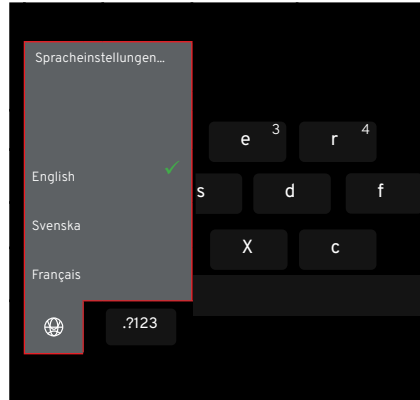 Spracheinstellungen...
e 3 r 4
English
s d f
Svenska
X c
Français
.?123